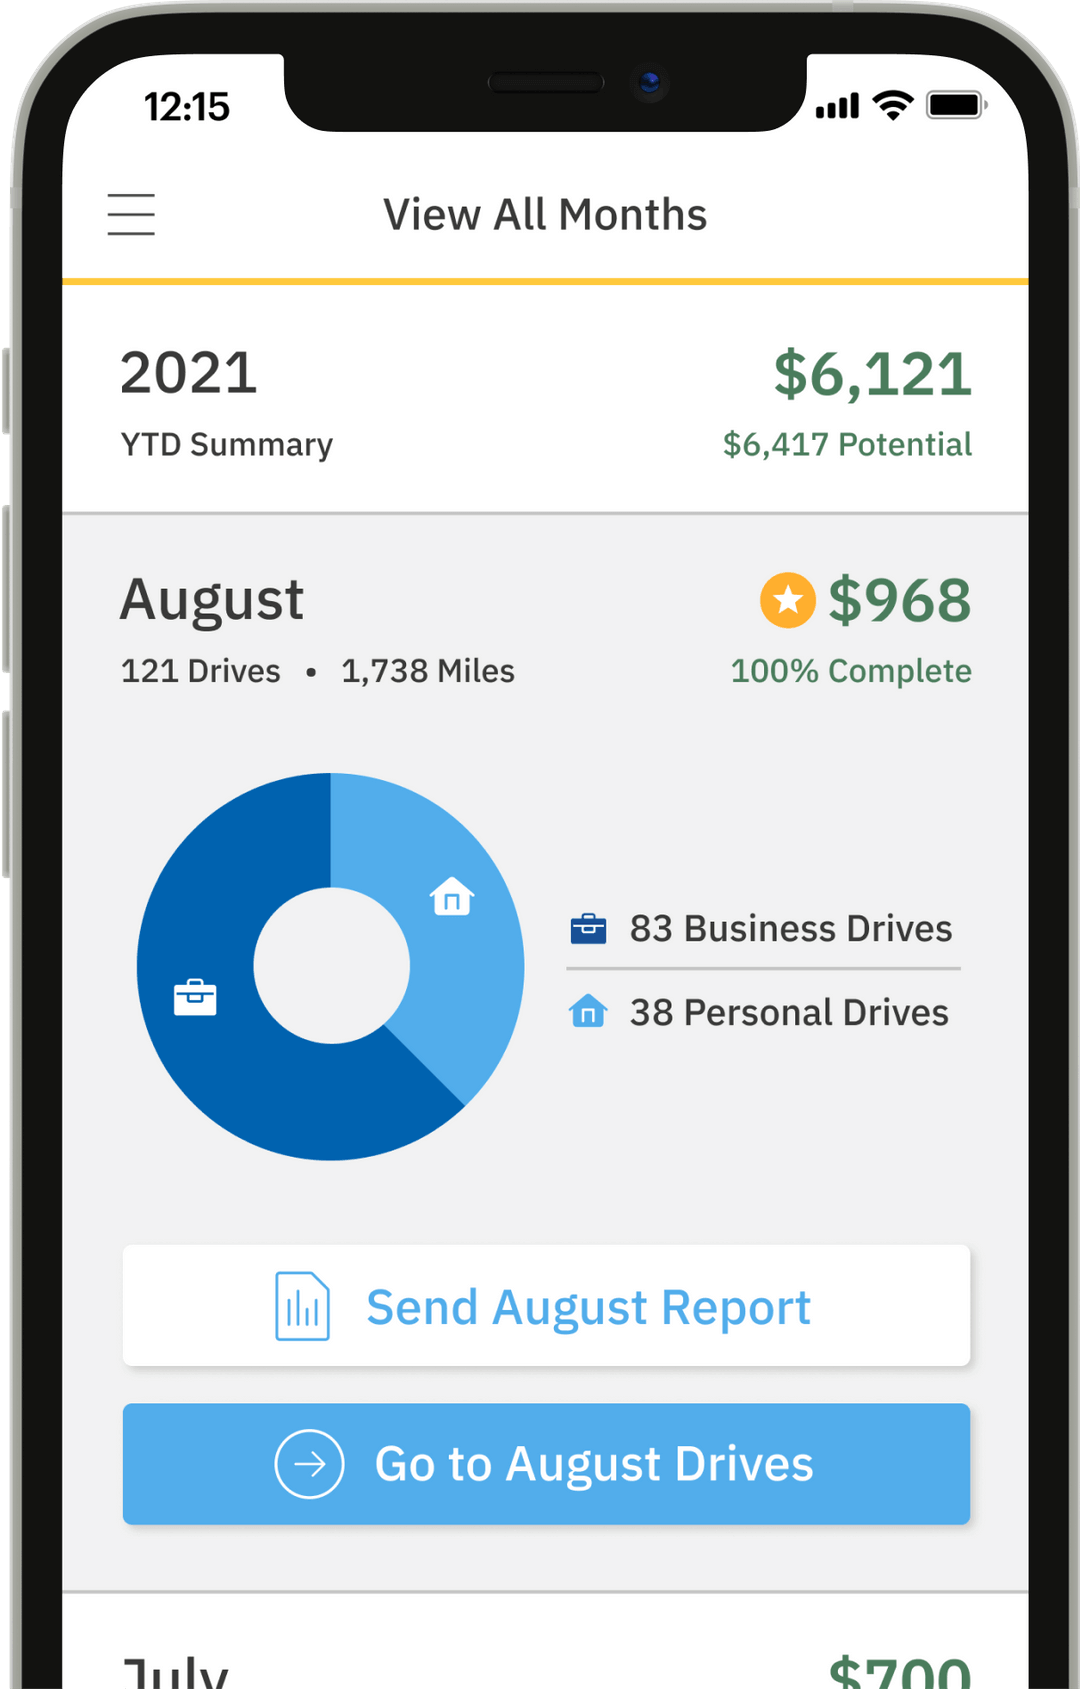 12:15
View All Months
2021
$6,121
YTD Summary
$6,417 Potential
August
$968
121 Drives • 1,738 Miles
100% Complete
83 Business Drives
38 Personal Drives
Send August Report
Go to August Drives
July
$700